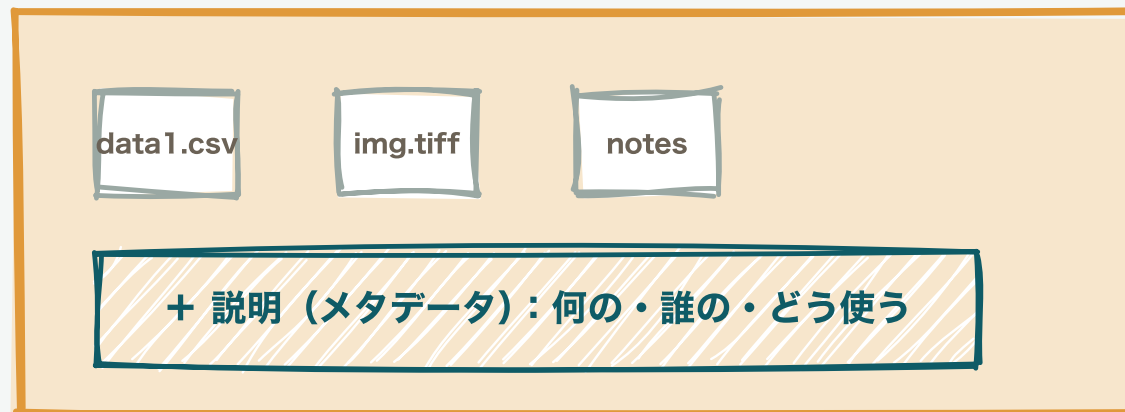 data1.csv
img.tiff
notes
+ 説明（メタデータ）：何の・誰の・どう使う